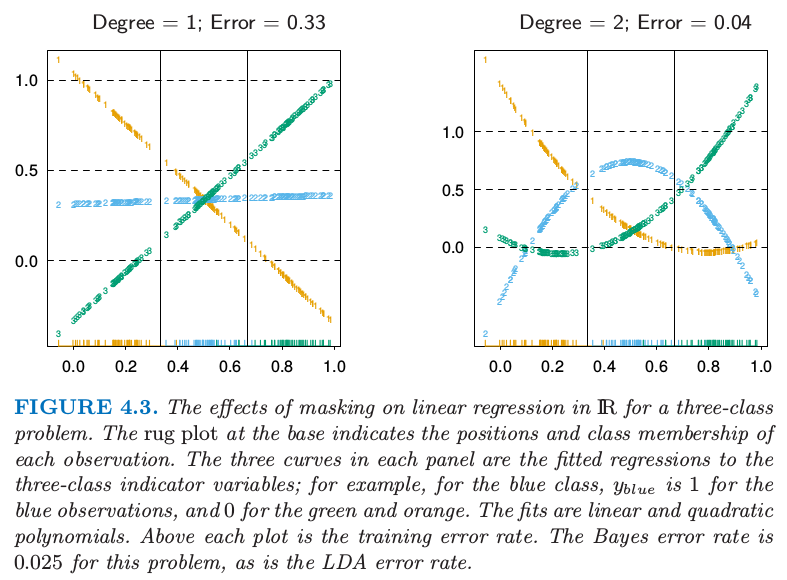 Degree = 1; Error = 0.33
Degree = 2; Error = 0.04
1.0
0.5
0.0
0.0 0.2 0.4 0.6 0.8 1.0
1.0
0.5
0.0
0.0 0.2 0.4 0.6 0.8 1.0
FIGURE 4.3. The effects of masking on linear regression in ℝ for a three-class
problem. The rug plot at the base indicates the positions and class membership of
each observation. The three curves in each panel are the fitted regressions to the
three-class indicator variables; for example, for the blue class, y_blue is 1 for the
blue observations, and 0 for the green and orange. The fits are linear and quadratic
polynomials. Above each plot is the training error rate. The Bayes error rate is
0.025 for this problem, as is the LDA error rate.